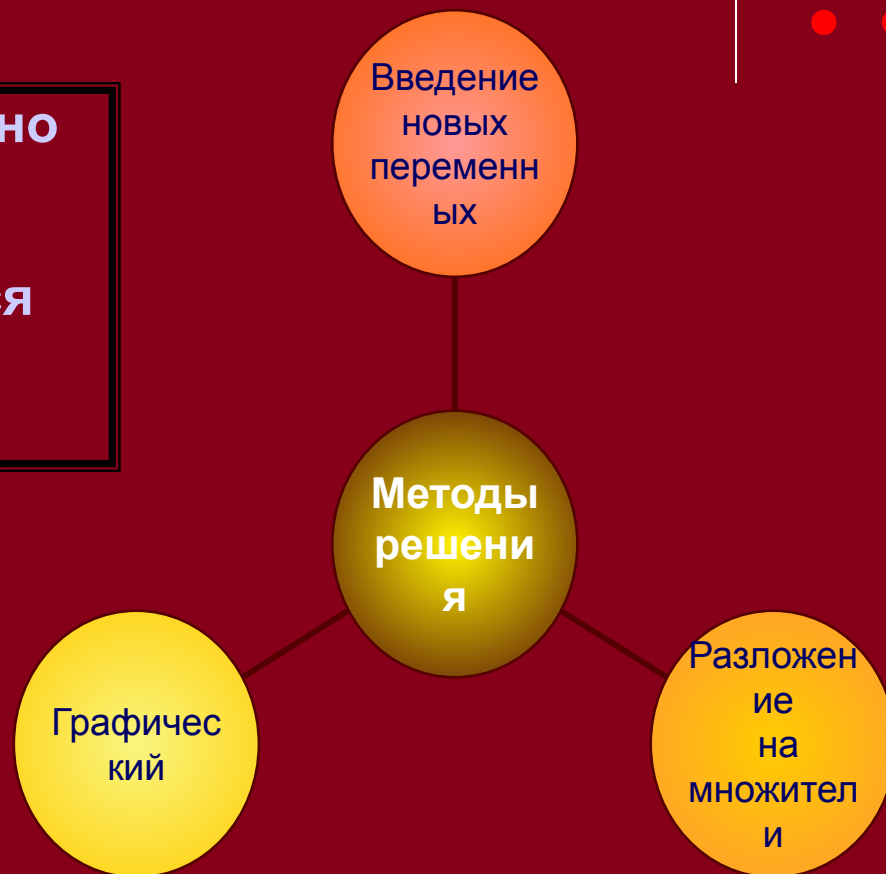 Введение
новых
переменн
ых
но
ся
Методы
решени
я
Графичес
кий
Разложен
ие
на
множител
и